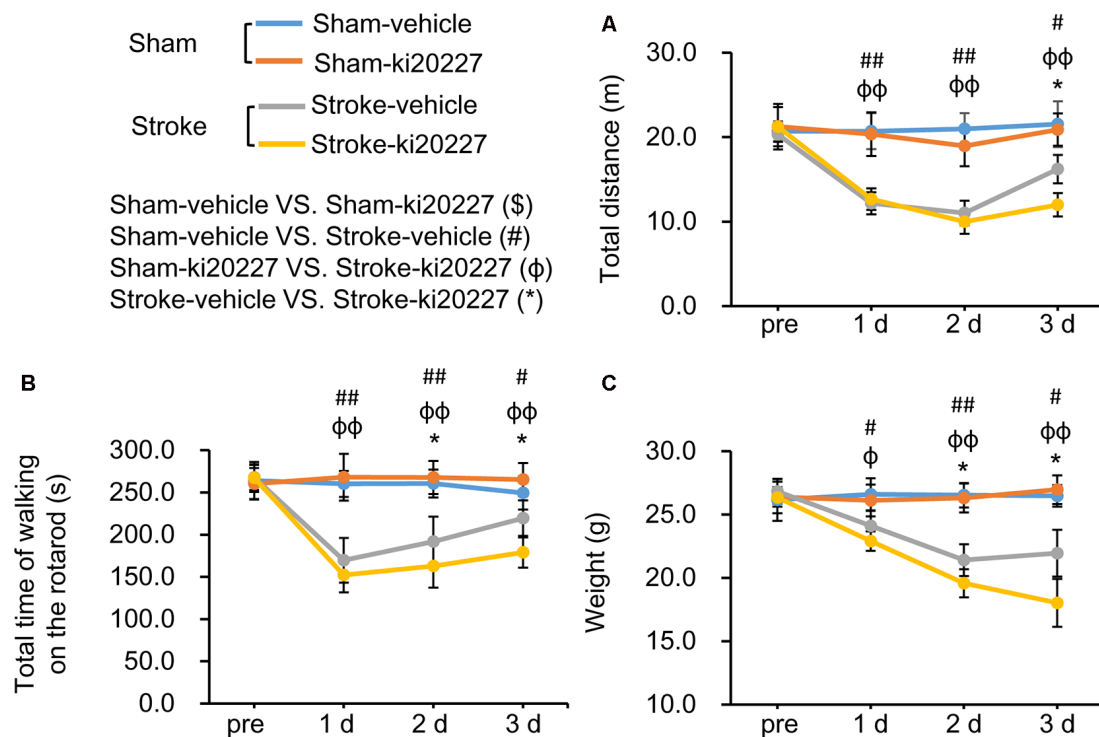 Sham
Sham-vehicle
Sham-ki20227
Stroke
Stroke-vehicle
Stroke-ki20227
Sham-vehicle VS. Sham-ki20227 ($)
Sham-vehicle VS. Stroke-vehicle (#)
Sham-ki20227 VS. Stroke-ki20227 (ϕ)
Stroke-vehicle VS. Stroke-ki20227 (*)
A
Total distance (m)
30.0
20.0
10.0
0.0
## ## #
ϕϕ ϕϕ ϕϕ
*
pre 1 d 2 d 3 d
B
Total time of walking
on the rotarod (s)
300.0
250.0
200.0
150.0
100.0
50.0
0.0
## ## #
ϕϕ ϕϕ ϕϕ
* *
pre 1 d 2 d 3 d
C
Weight (g)
30.0
25.0
20.0
15.0
10.0
# ## #
ϕ ϕϕ ϕϕ
* *
pre 1 d 2 d 3 d